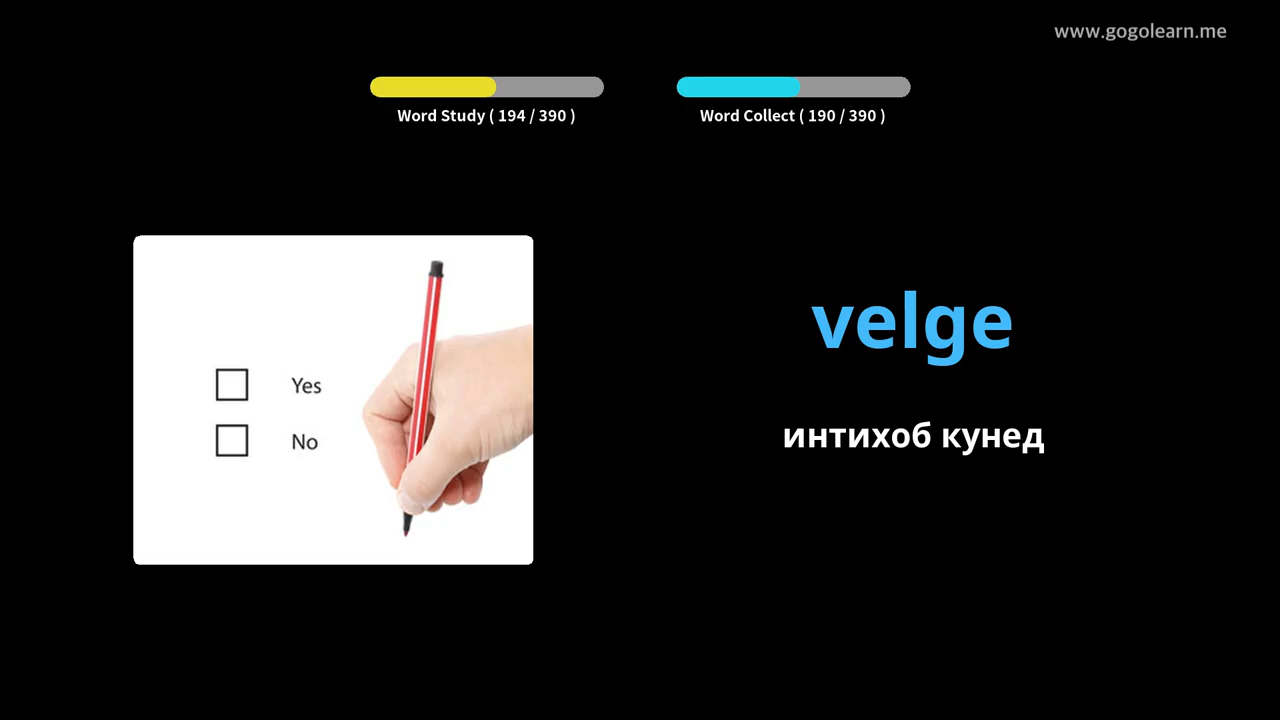 www.gogolearn.me
Word Study ( 194 / 390 )
Word Collect ( 190 / 390 )
Yes
No
velge
интихоб кунед